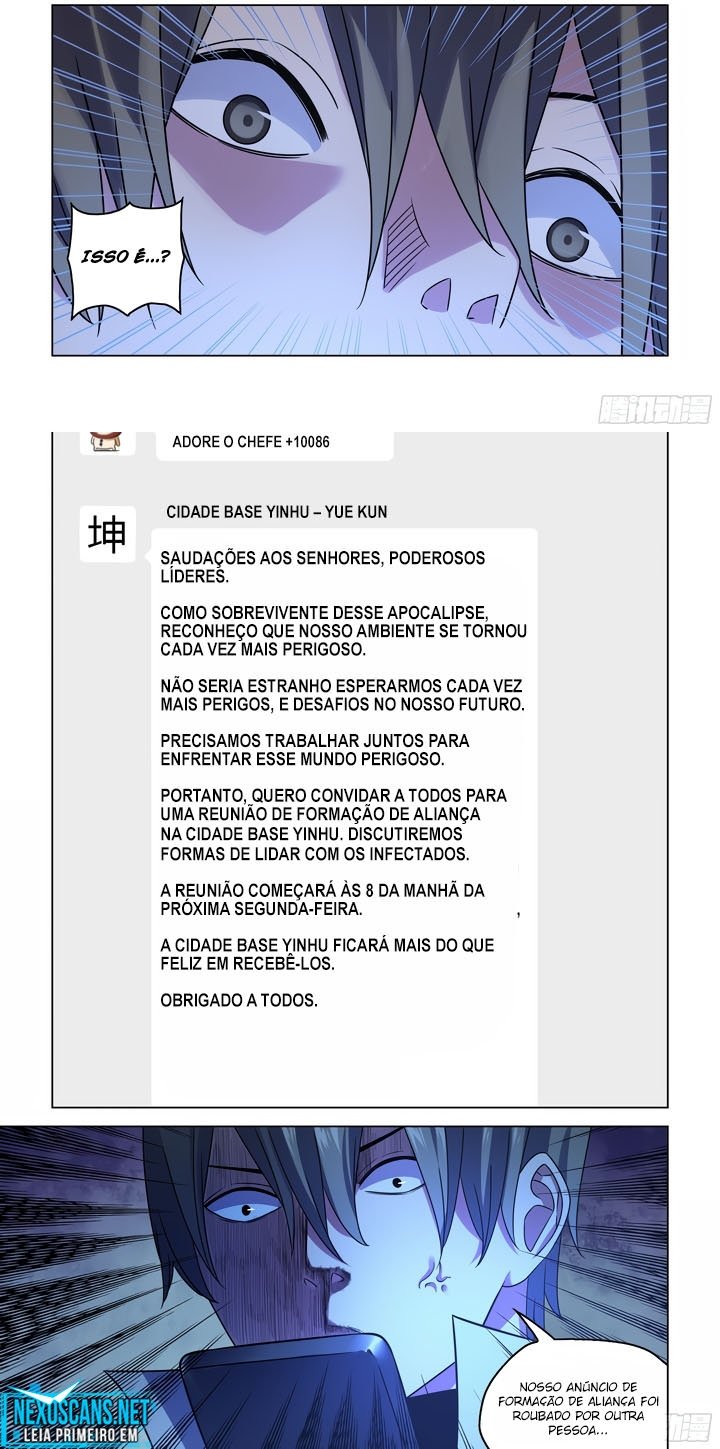 ISSO É...?
腾讯动漫
ADORE O CHEFE +10086
坤
CIDADE BASE YINHU – YUE KUN
SAUDAÇÕES AOS SENHORES, PODEROSOS
LÍDERES.
COMO SOBREVIVENTE DESSE APOCALIPSE,
RECONHEÇO QUE NOSSO AMBIENTE SE TORNOU
CADA VEZ MAIS PERIGOSO.
NÃO SERIA ESTRANHO ESPERARMOS CADA VEZ
MAIS PERIGOS, E DESAFIOS NO NOSSO FUTURO.
PRECISAMOS TRABALHAR JUNTOS PARA
ENFRENTAR ESSE MUNDO PERIGOSO.
PORTANTO, QUERO CONVIDAR A TODOS PARA
UMA REUNIÃO DE FORMAÇÃO DE ALIANÇA
NA CIDADE BASE YINHU. DISCUTIREMOS
FORMAS DE LIDAR COM OS INFECTADOS.
A REUNIÃO COMEÇARÁ ÀS 8 DA MANHÃ DA
PRÓXIMA SEGUNDA-FEIRA. ,
A CIDADE BASE YINHU FICARÁ MAIS DO QUE
FELIZ EM RECEBÊ-LOS.
OBRIGADO A TODOS.
NOSSO ANÚNCIO DE
FORMAÇÃO DE ALIANÇA FOI
ROUBADO POR OUTRA
PESSOA...
NEXOSCANS.NET
LEIA PRIMEIRO EM